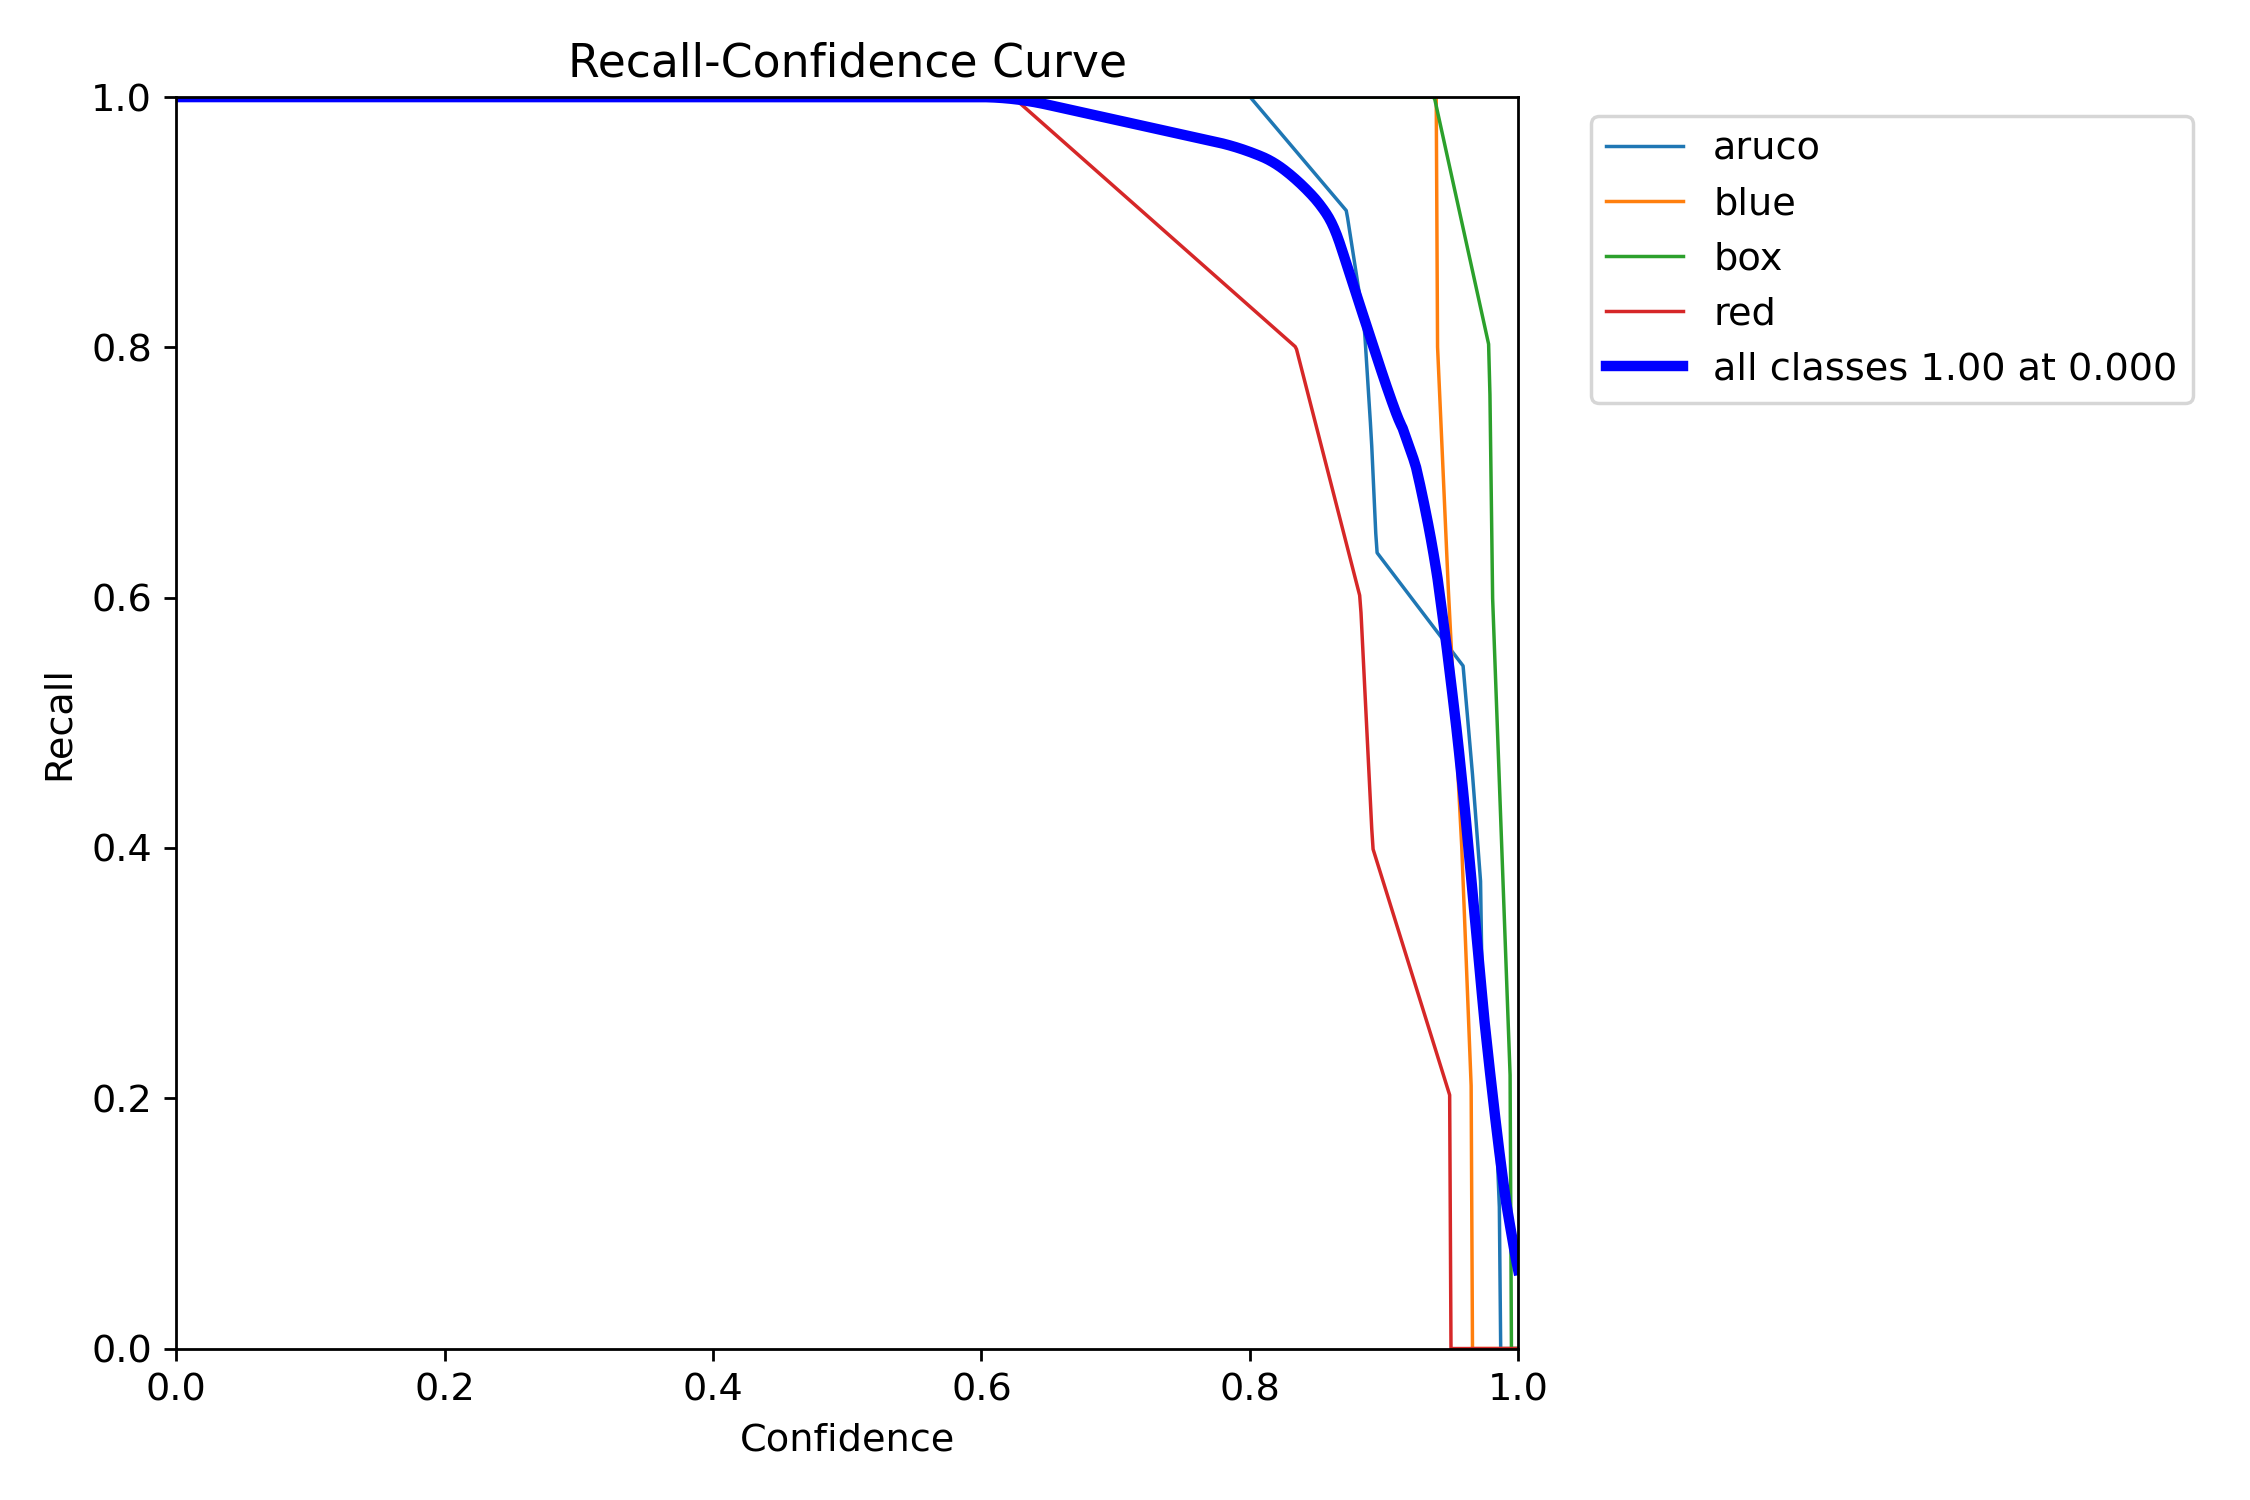 Recall-Confidence Curve
1.0
0.8
0.6
0.4
0.2
0.0
Recall
0.0 0.2 0.4 0.6 0.8 1.0
Confidence
aruco
blue
box
red
all classes 1.00 at 0.000